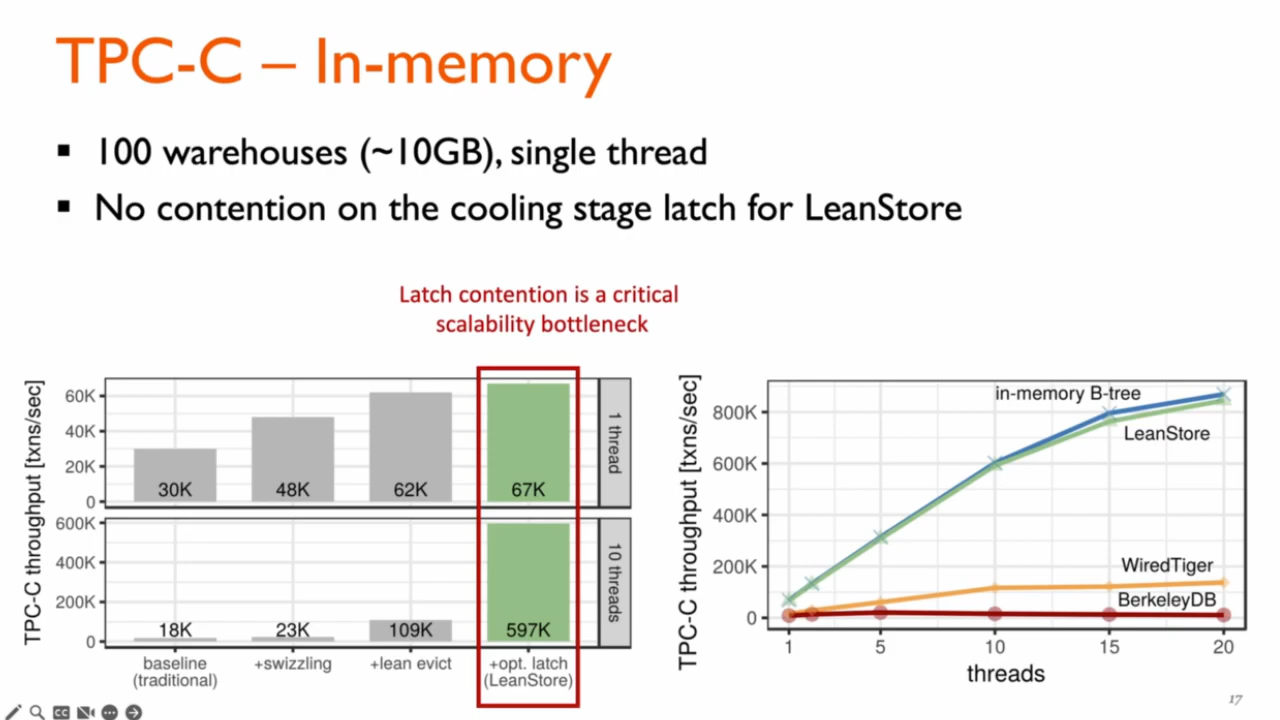 TPC-C – In-memory
▪ 100 warehouses (~10GB), single thread
▪ No contention on the cooling stage latch for LeanStore
Latch contention is a critical
scalability bottleneck
TPC-C throughput [txns/sec]
60K
40K
20K
0
30K
48K
62K
67K
1 thread
600K
400K
200K
0
18K
23K
109K
597K
10 threads
baseline
(traditional)
+swizzling
+lean evict
+opt. latch
(LeanStore)
TPC-C throughput [txns/sec]
800K
600K
400K
200K
0
in-memory B-tree
LeanStore
WiredTiger
BerkeleyDB
1
5
10
15
20
threads
CC
17